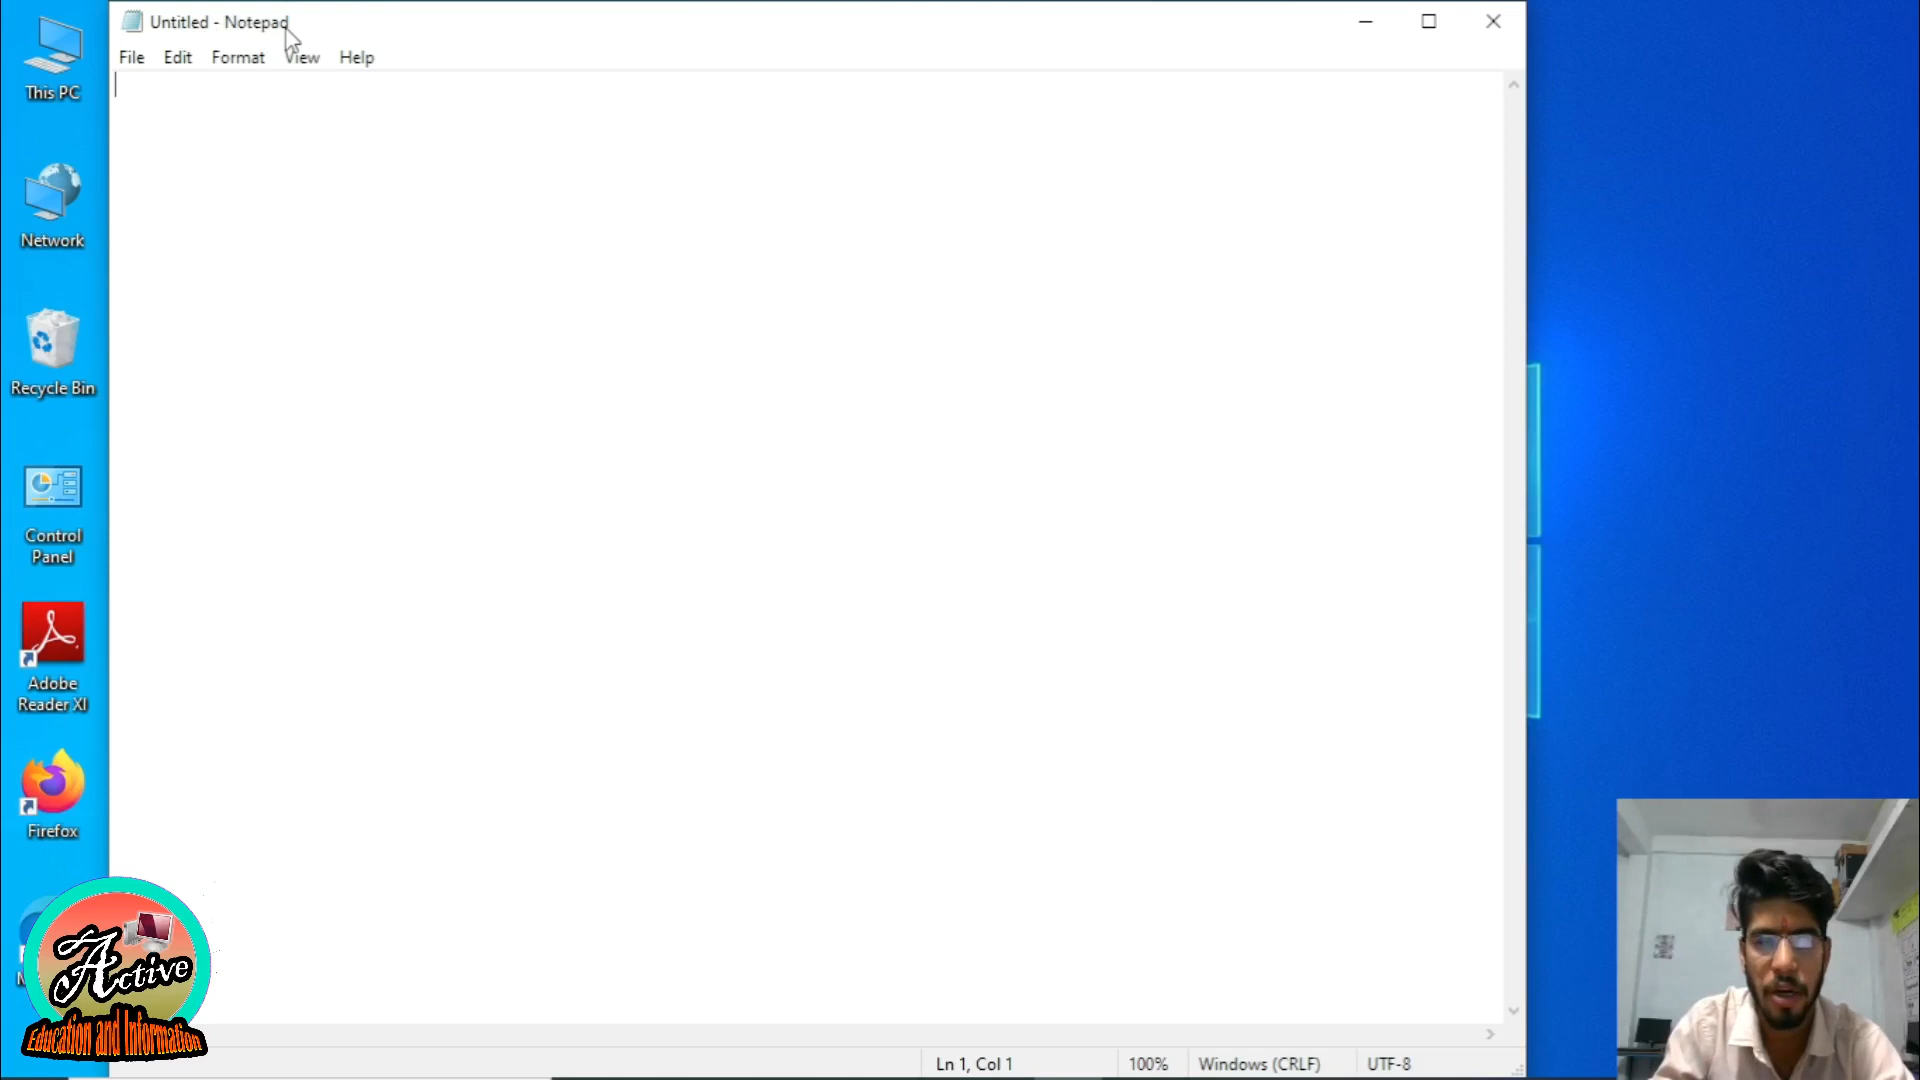 Untitled - Notepad
File Edit Format View Help
This PC
Network
Recycle Bin
Control
Panel
Adobe
Reader XI
Firefox
Active
Education and Information
Ln 1, Col 1
100%
Windows (CRLF)
UTF-8